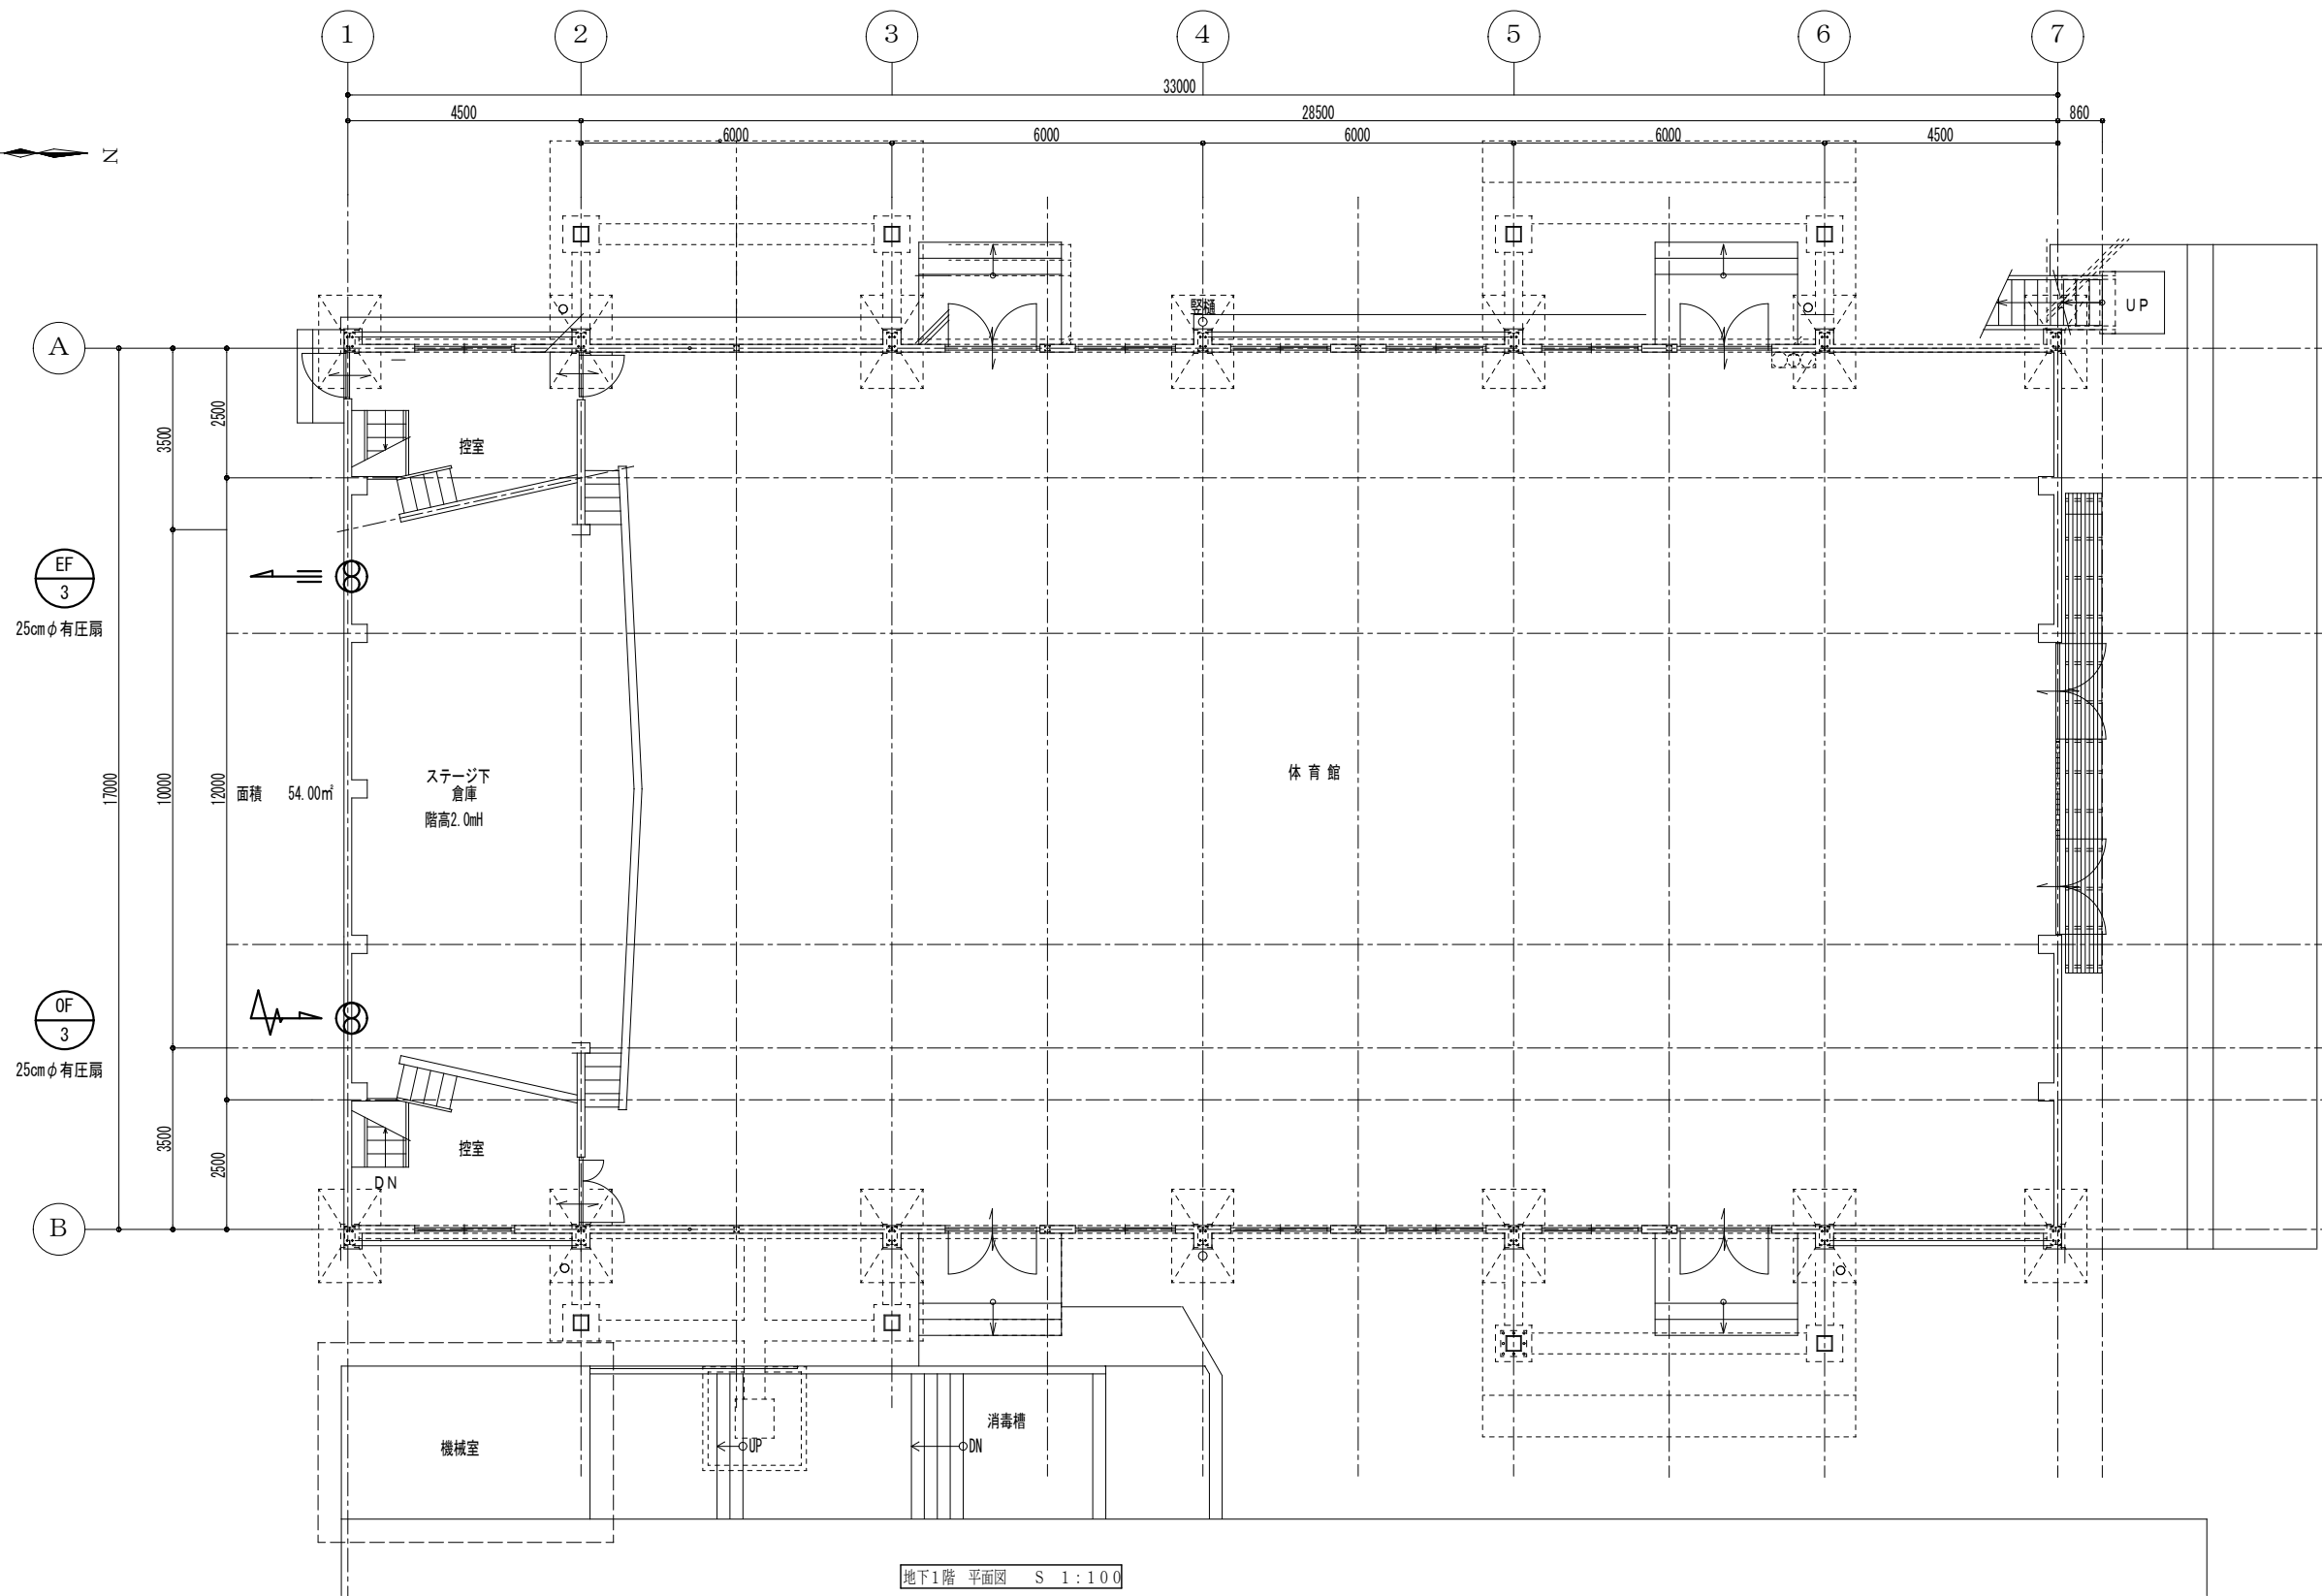 1
2
3
4
5
6
7
33000
4500
28500
860
6000
6000
6000
6000
4500
N
竪樋
UP
A
2500
3500
控室
EF
3
25cmφ有圧扇
17000
10000
12000
面積 54.00㎡
ステージ下
倉庫
階高2.0mH
体育館
OF
3
25cmφ有圧扇
3500
2500
控室
DN
B
機械室
UP
消毒槽
DN
地下1階 平面図 S 1:100